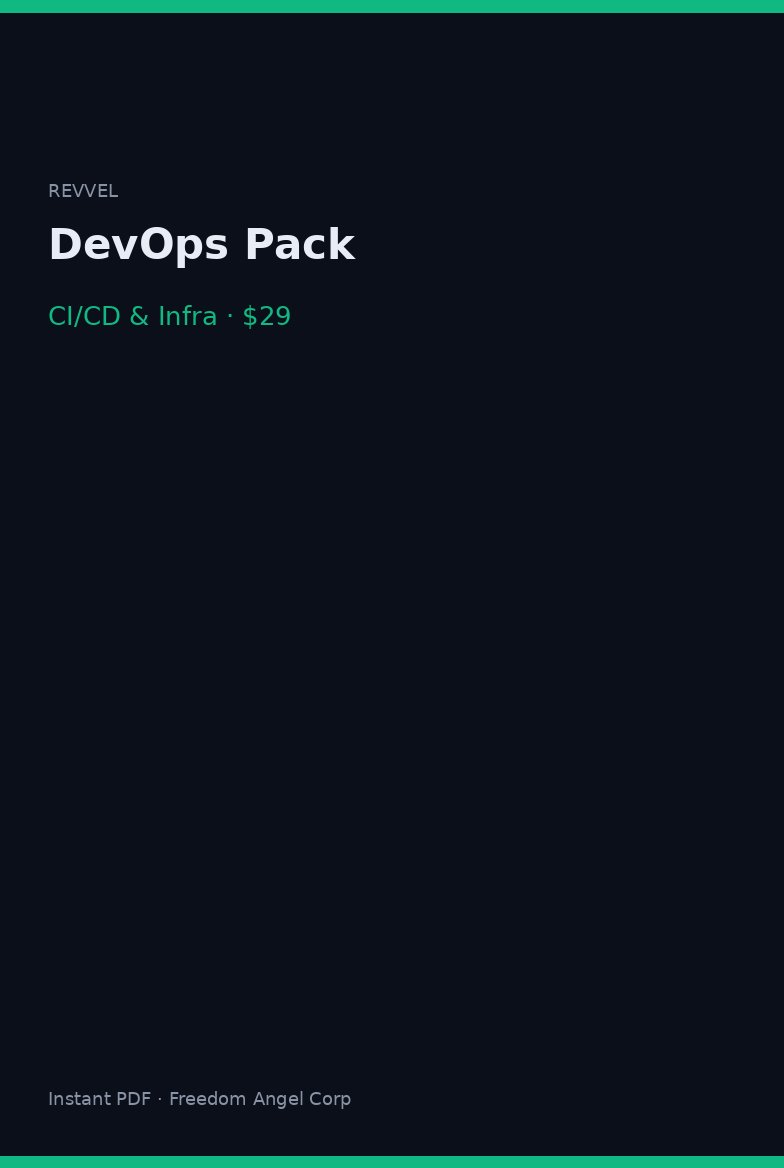 REVVEL
DevOps Pack
CI/CD & Infra · $29
Instant PDF · Freedom Angel Corp